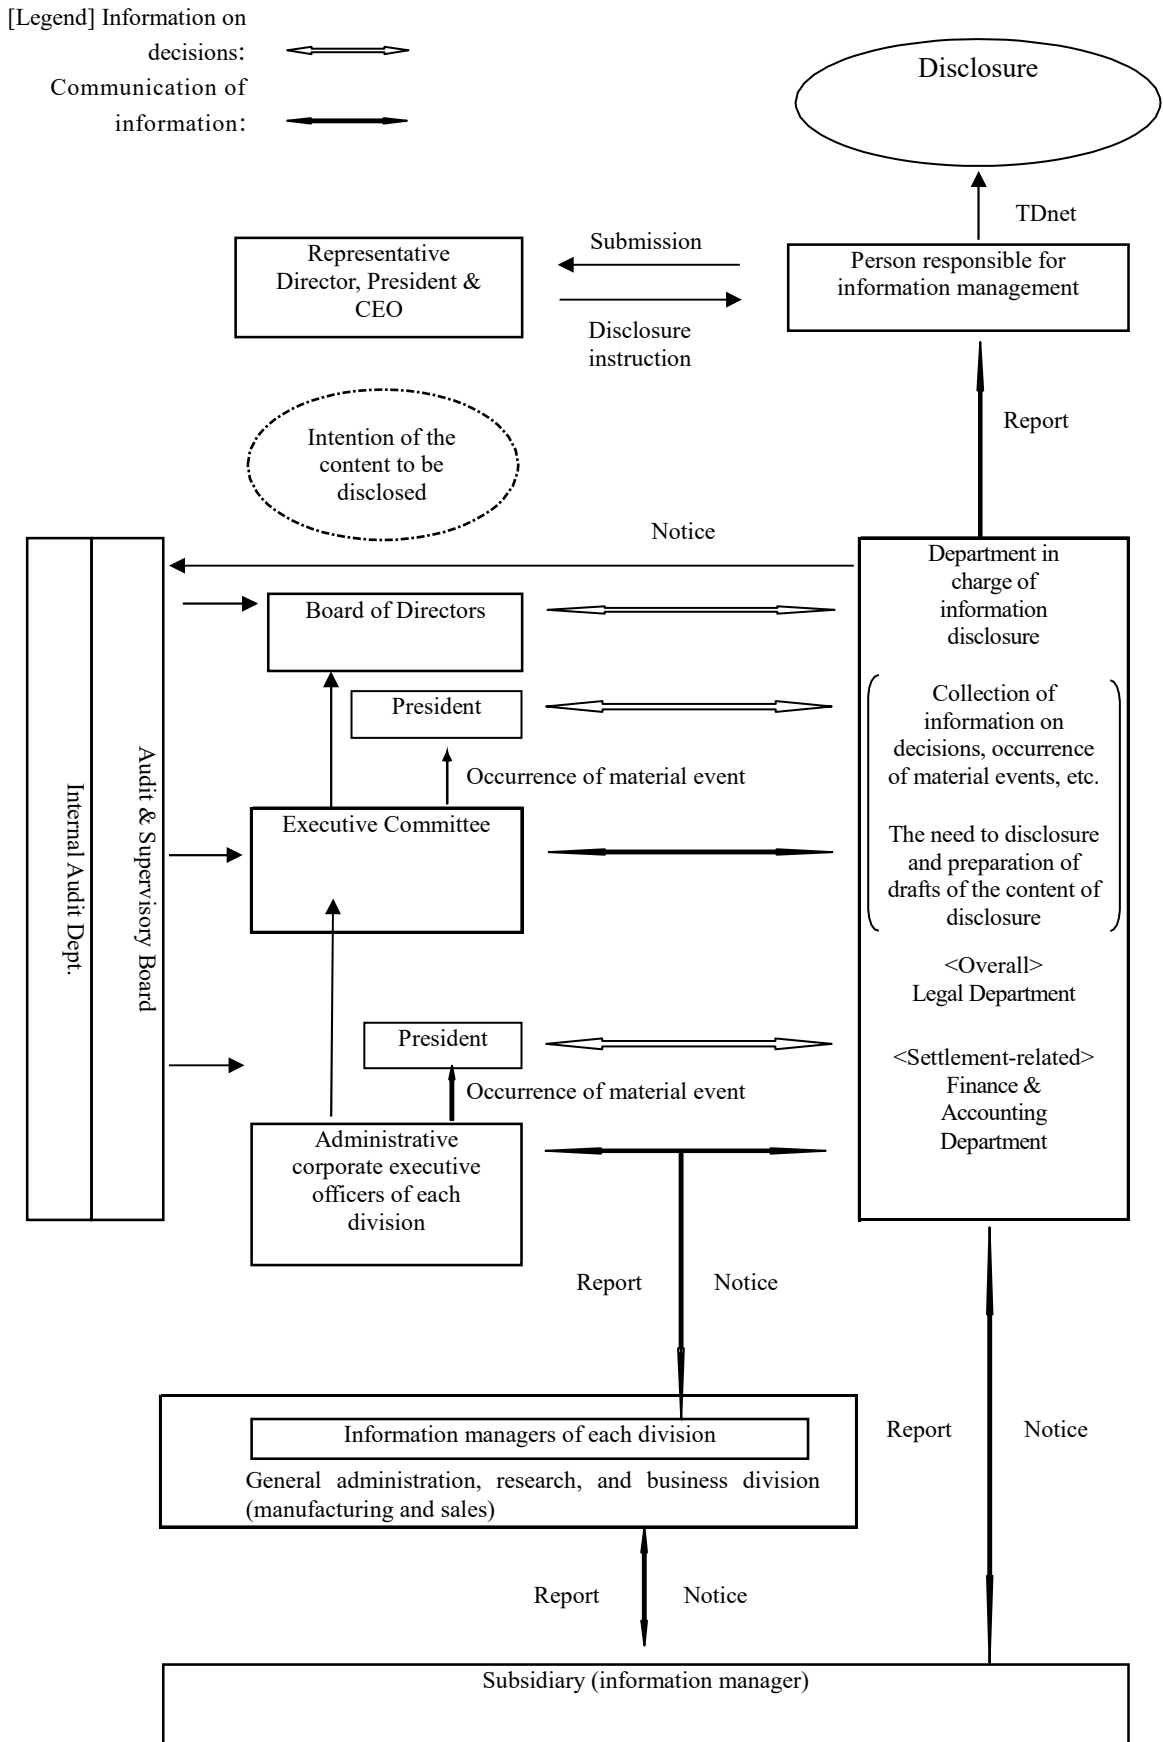 [Legend] Information on
decisions:
Communication of
information:
Disclosure
TDnet
Representative
Director, President &
CEO
Submission
Disclosure
instruction
Person responsible for
information management
Report
Intention of the
content to be
disclosed
Notice
Internal Audit Dept.
Audit & Supervisory Board
Board of Directors
President
Occurrence of material event
Executive Committee
President
Occurrence of material event
Administrative
corporate executive
officers of each
division
Department in
charge of
information
disclosure
Collection of
information on
decisions, occurrence
of material events, etc.
The need to disclosure
and preparation of
drafts of the content of
disclosure
<Overall>
Legal Department
<Settlement-related>
Finance &
Accounting
Department
Report
Notice
Information managers of each division
General administration, research, and business division
(manufacturing and sales)
Report
Notice
Report
Notice
Subsidiary (information manager)